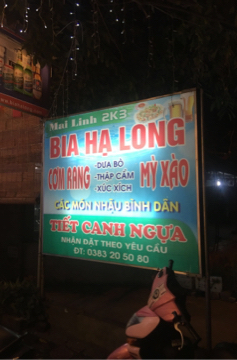 Mai Linh 2K3
BIA HẠ LONG
CƠM RANG
-DƯA BÒ
-THẬP CẨM
-XÚC XÍCH
MỲ XÀO
CÁC MÓN NHẬU BÌNH DÂN
TIẾT CANH NGỰA
NHẬN ĐẶT THEO YÊU CẦU
ĐT: 0383 20 50 80